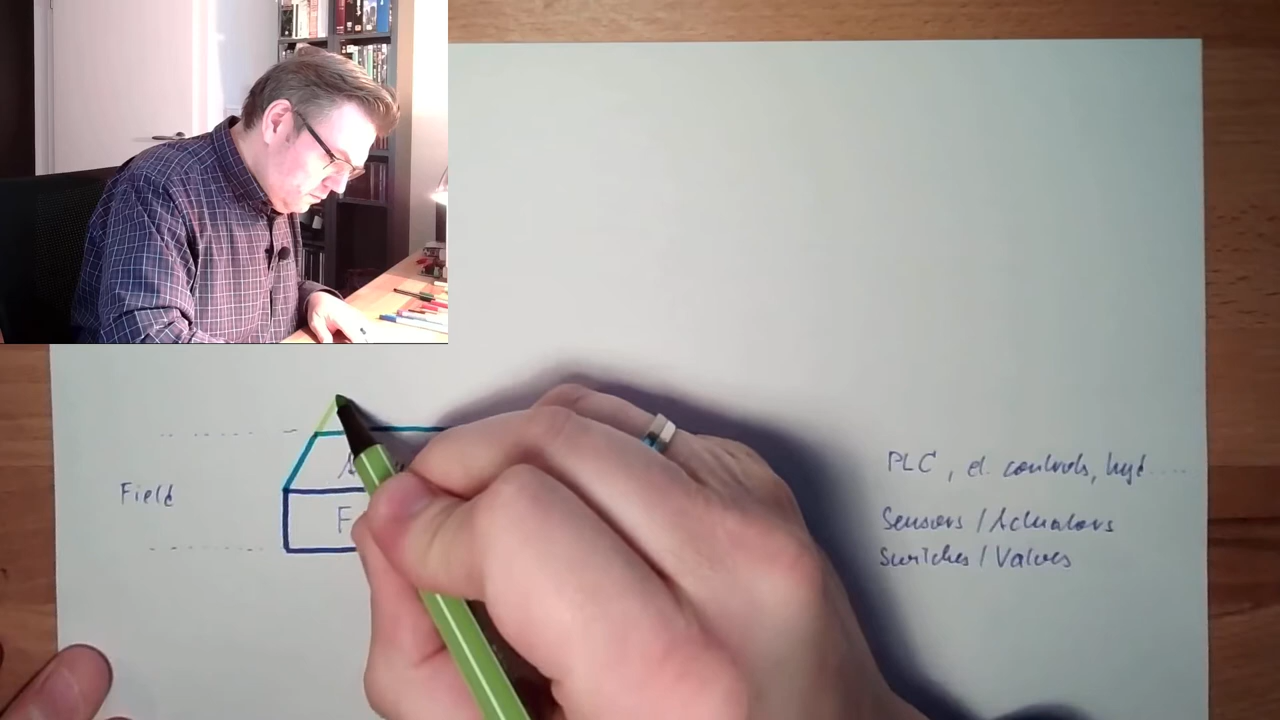 PLC, el. controls, hyd.....
Field
Sensors / Actuators
Switches / Valves